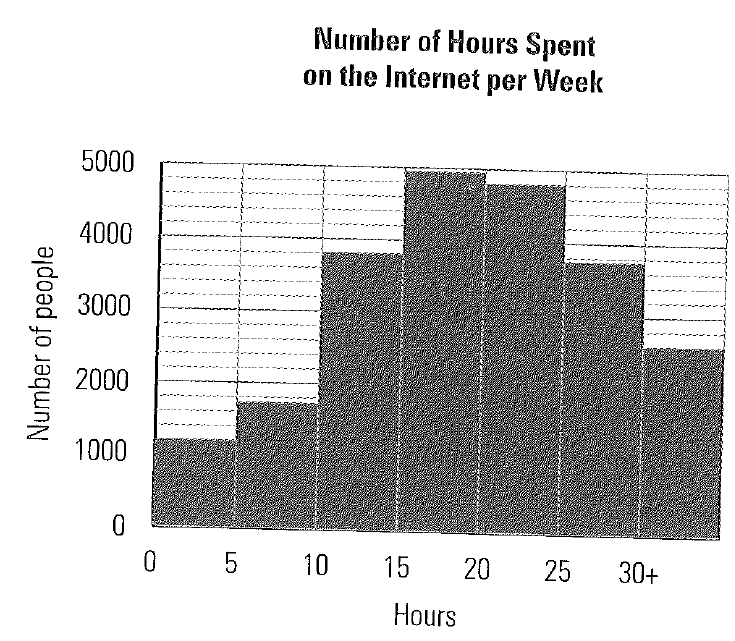 Number of Hours Spent
on the Internet per Week
5000
4000
3000
2000
1000
0
Number of people
0 5 10 15 20 25 30+
Hours